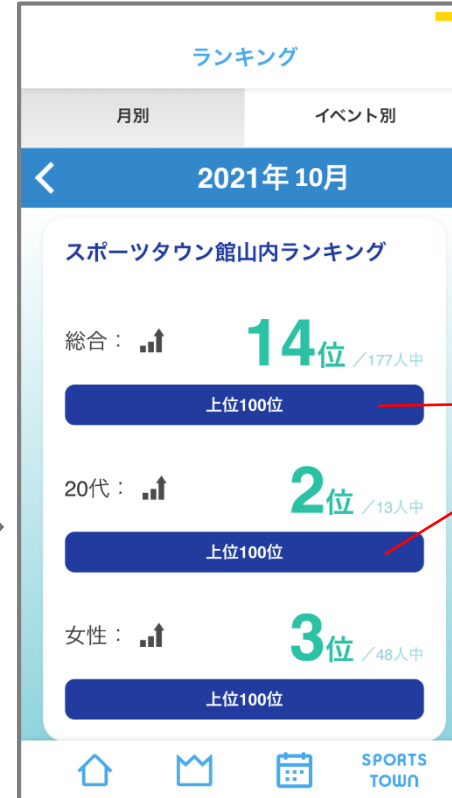 ランキング
月別 イベント別
2021年 10月
スポーツタウン館山内ランキング
総合： 14位 ／177人中
上位100位
20代： 2位 ／13人中
上位100位
女性： 3位 ／48人中
上位100位
SPORTS
TOWN